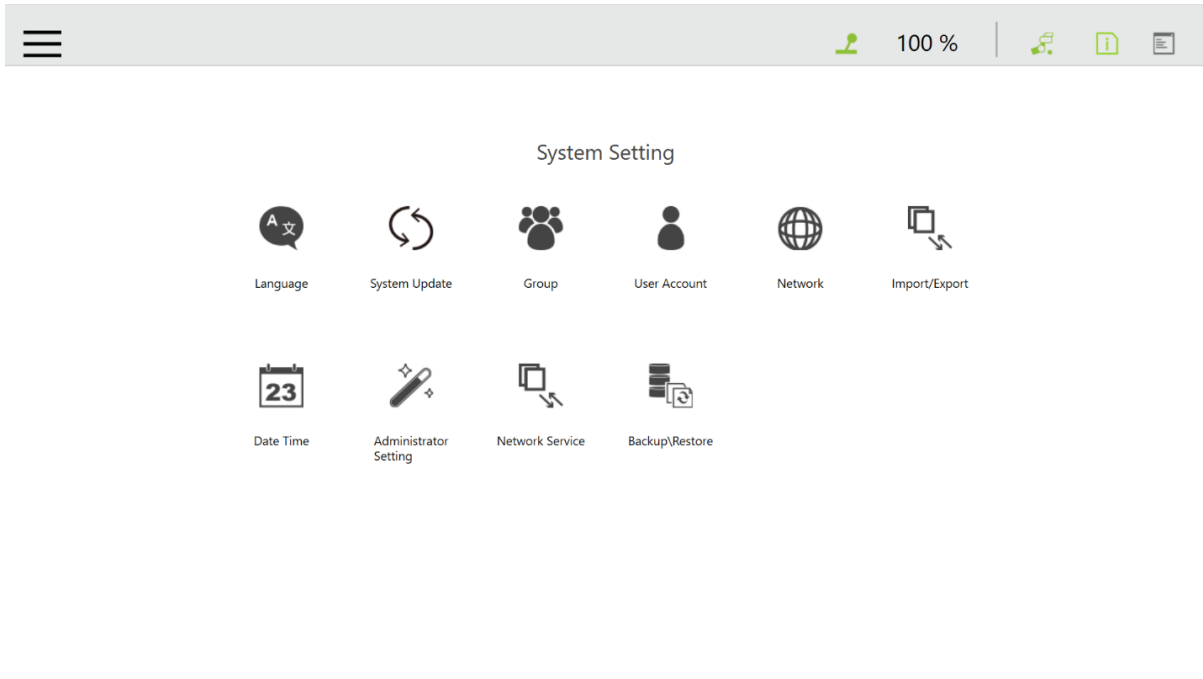 100 %
System Setting
A 文
Language
System Update
Group
User Account
Network
Import/Export
23
Date Time
Administrator
Setting
Network Service
Backup\Restore